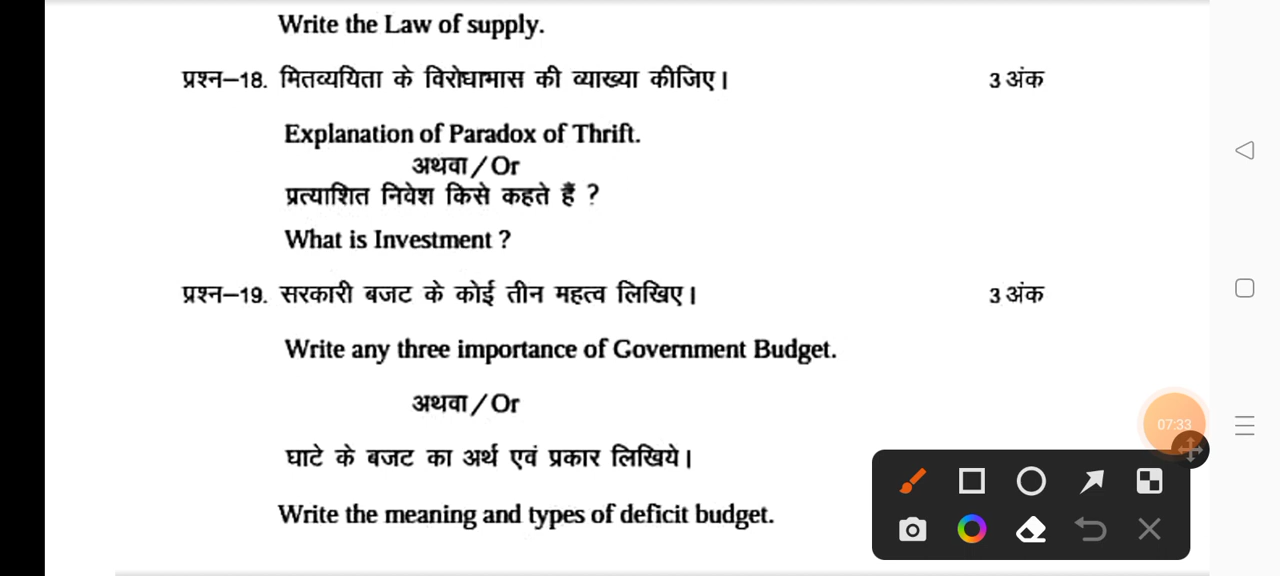 Write the Law of supply.
प्रश्न–18. मितव्ययिता के विरोधाभास की व्याख्या कीजिए। 3 अंक
Explanation of Paradox of Thrift.
अथवा / Or
प्रत्याशित निवेश किसे कहते हैं ?
What is Investment ?
प्रश्न–19. सरकारी बजट के कोई तीन महत्व लिखिए। 3 अंक
Write any three importance of Government Budget.
अथवा / Or
07:33
घाटे के बजट का अर्थ एवं प्रकार लिखिये।
Write the meaning and types of deficit budget.